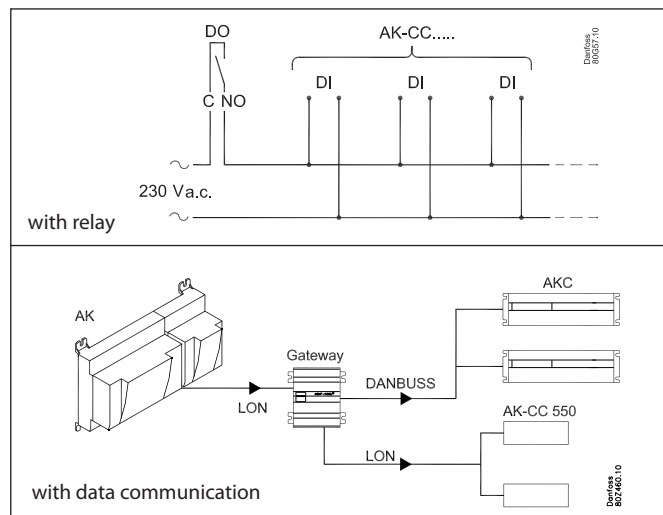 DO
AK-CC.....
Danfoss
80G57.10
DI DI DI
C NO
230 Va.c.
with relay
AK
AKC
Gateway
DANBUSS
LON
AK-CC 550
LON
with data communication
Danfoss
80Z460.10